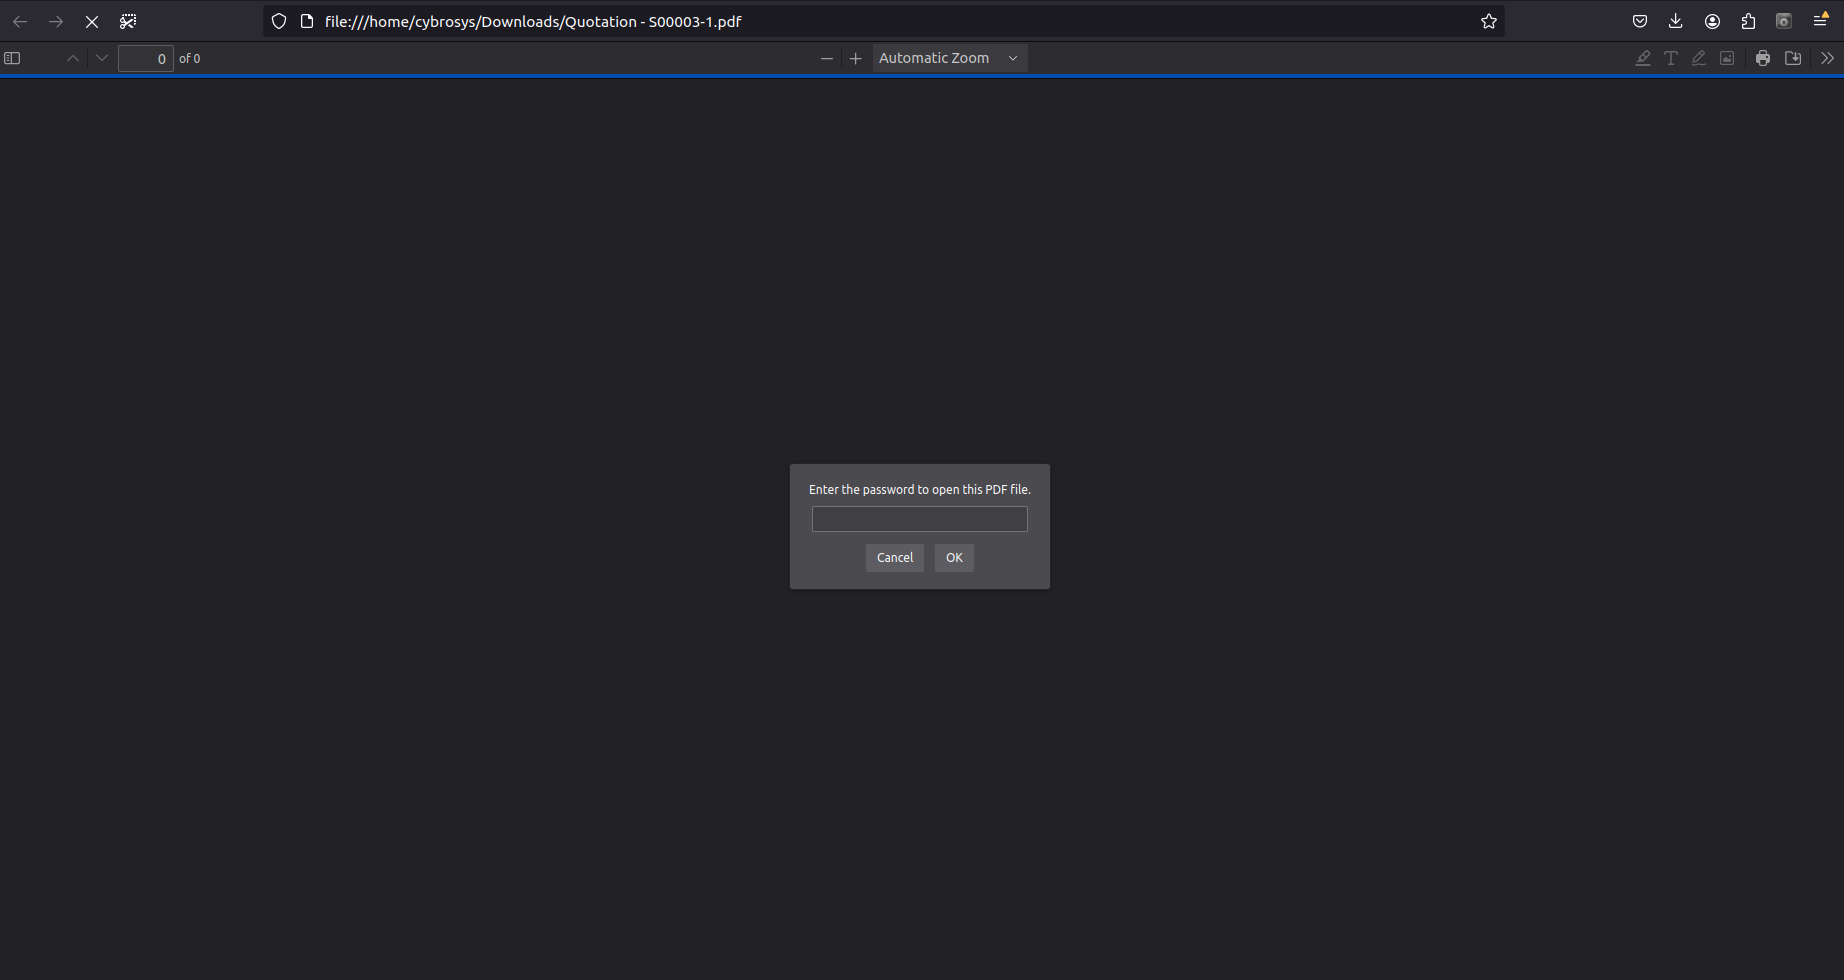 file:///home/cybrosys/Downloads/Quotation - S00003-1.pdf
0 of 0
Automatic Zoom
Enter the password to open this PDF file.
Cancel OK